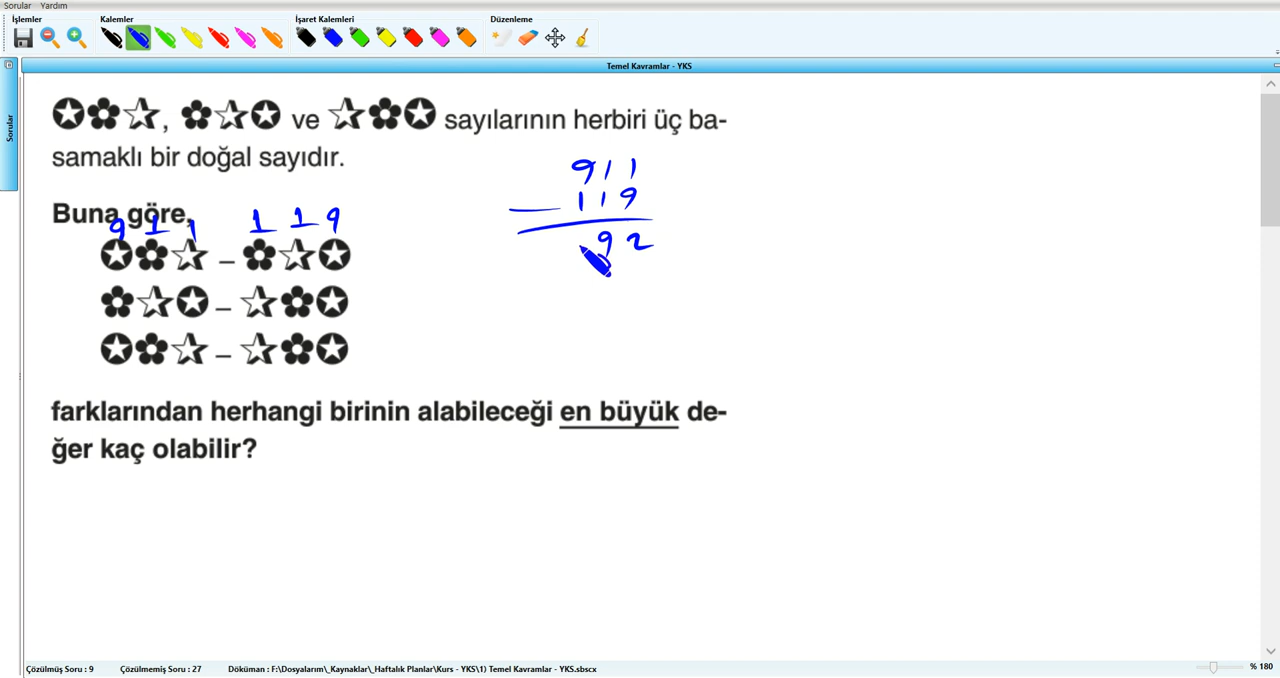 Sorular Yardım
İşlemler Kalemler İşaret Kalemleri Düzenleme
Temel Kavramlar - YKS
Sorular
✪✿☆, ✿☆✪ ve ☆✿✪ sayılarının herbiri üç ba-
samaklı bir doğal sayıdır.
911
119
92
Buna göre,
9 1 1 1 1 9
✪✿☆ – ✿☆✪
✿☆✪ – ☆✿✪
✪✿☆ – ☆✿✪
farklarından herhangi birinin alabileceği en büyük de-
ğer kaç olabilir?
Çözülmüş Soru : 9 Çözülmemiş Soru : 27 Döküman : F:\Dosyalarım\_Kaynaklar\_Haftalık Planlar\Kurs - YKS\1) Temel Kavramlar - YKS.sbscx % 180